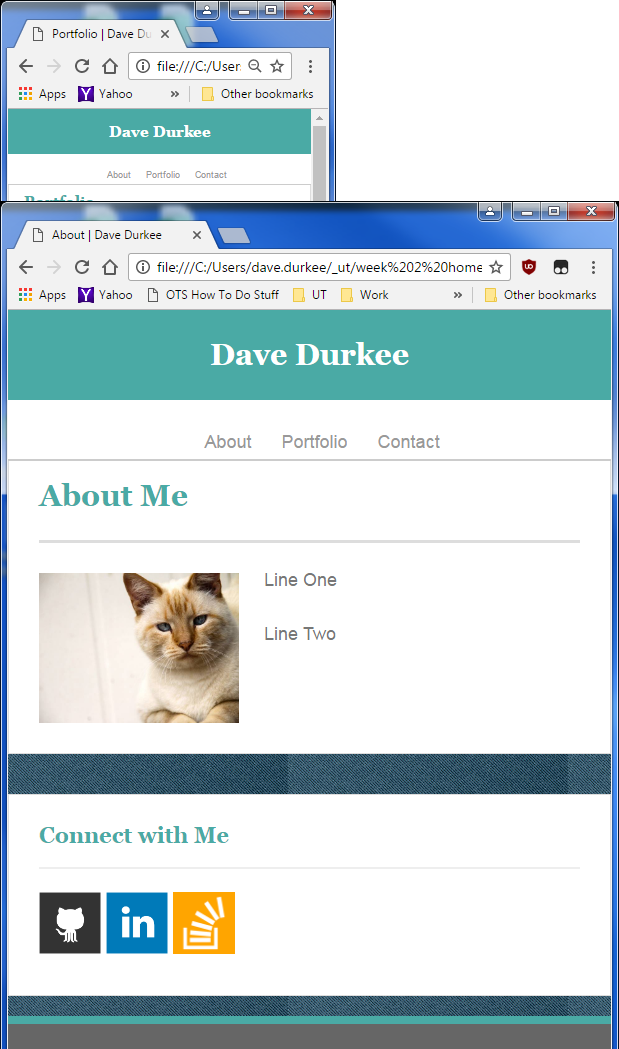 Portfolio | Dave Du
file:///C:/User
Apps Yahoo » Other bookmarks
Dave Durkee
About Portfolio Contact
Portfolio
About | Dave Durkee
file:///C:/Users/dave.durkee/_ut/week%202%20home
Apps Yahoo OTS How To Do Stuff UT Work » Other bookmarks
Dave Durkee
About Portfolio Contact
About Me
Line One
Line Two
Connect with Me
in